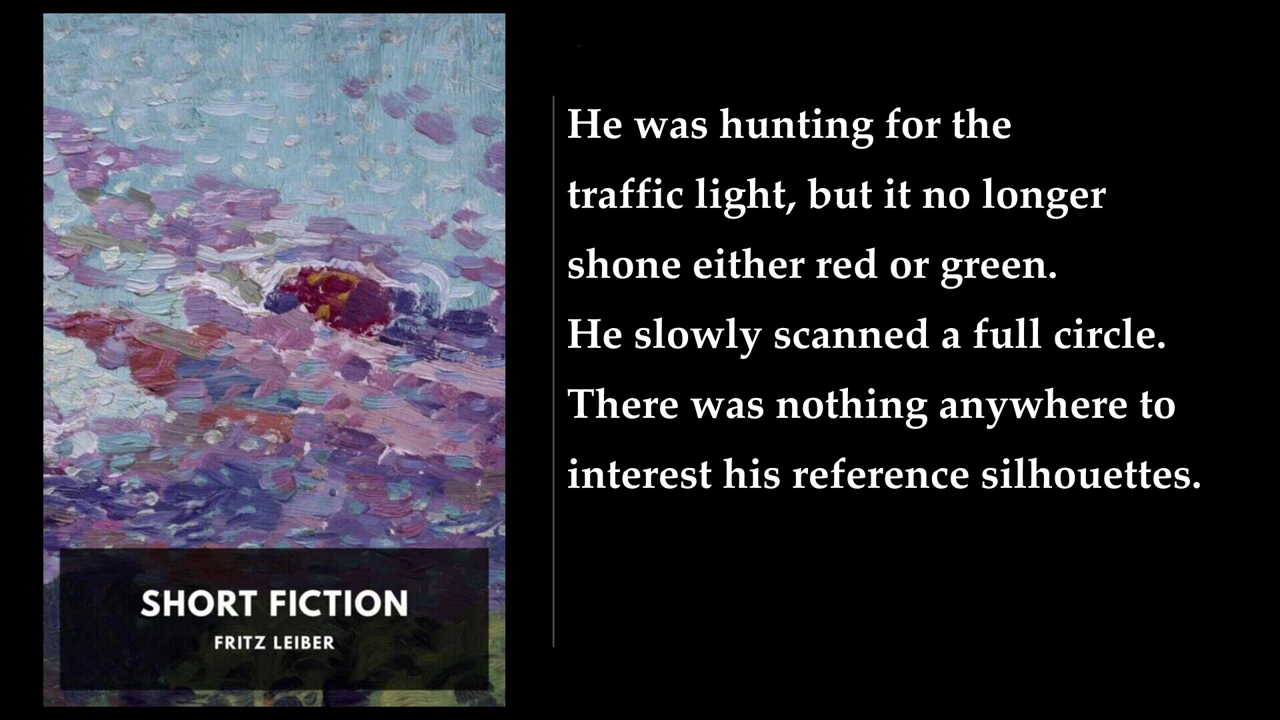 He was hunting for the
traffic light, but it no longer
shone either red or green.
He slowly scanned a full circle.
There was nothing anywhere to
interest his reference silhouettes.
SHORT FICTION
FRITZ LEIBER